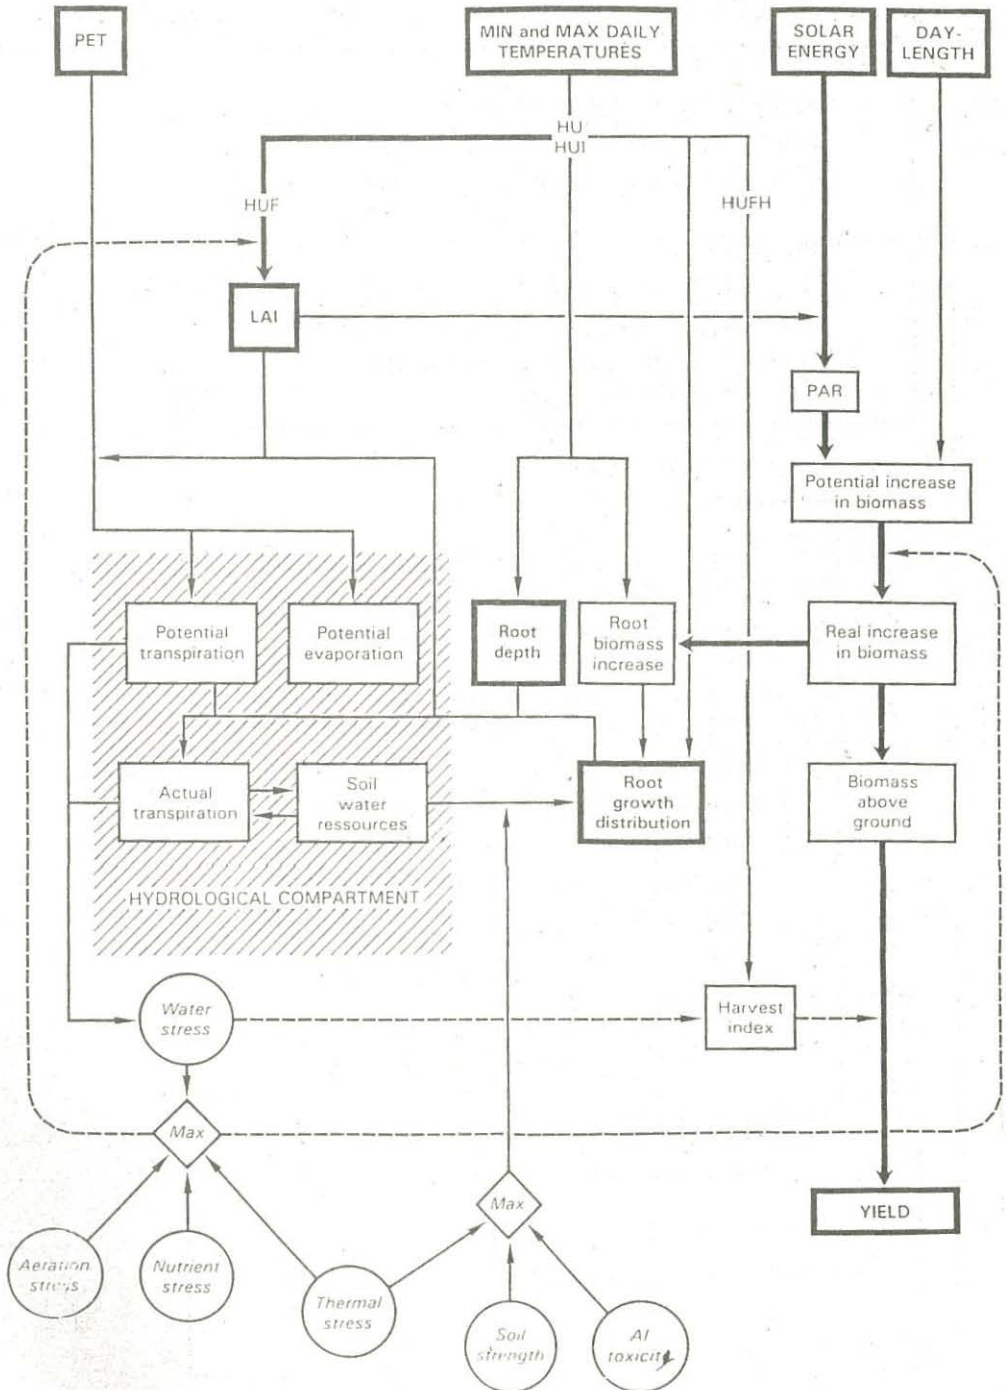 PET
MIN and MAX DAILY
TEMPERATURES
SOLAR
ENERGY
DAY-
LENGTH
HU
HUI
HUF
HUFH
LAI
PAR
Potential increase
in biomass
Potential
transpiration
Potential
evaporation
Root
depth
Root
biomass
increase
Real increase
in biomass
Actual
transpiration
Soil
water
ressources
Root
growth
distribution
Biomass
above
ground
HYDROLOGICAL COMPARTMENT
Water
stress
Harvest
index
Max
Max
YIELD
Aeration
stress
Nutrient
stress
Thermal
stress
Soil
strength
Al
toxicity